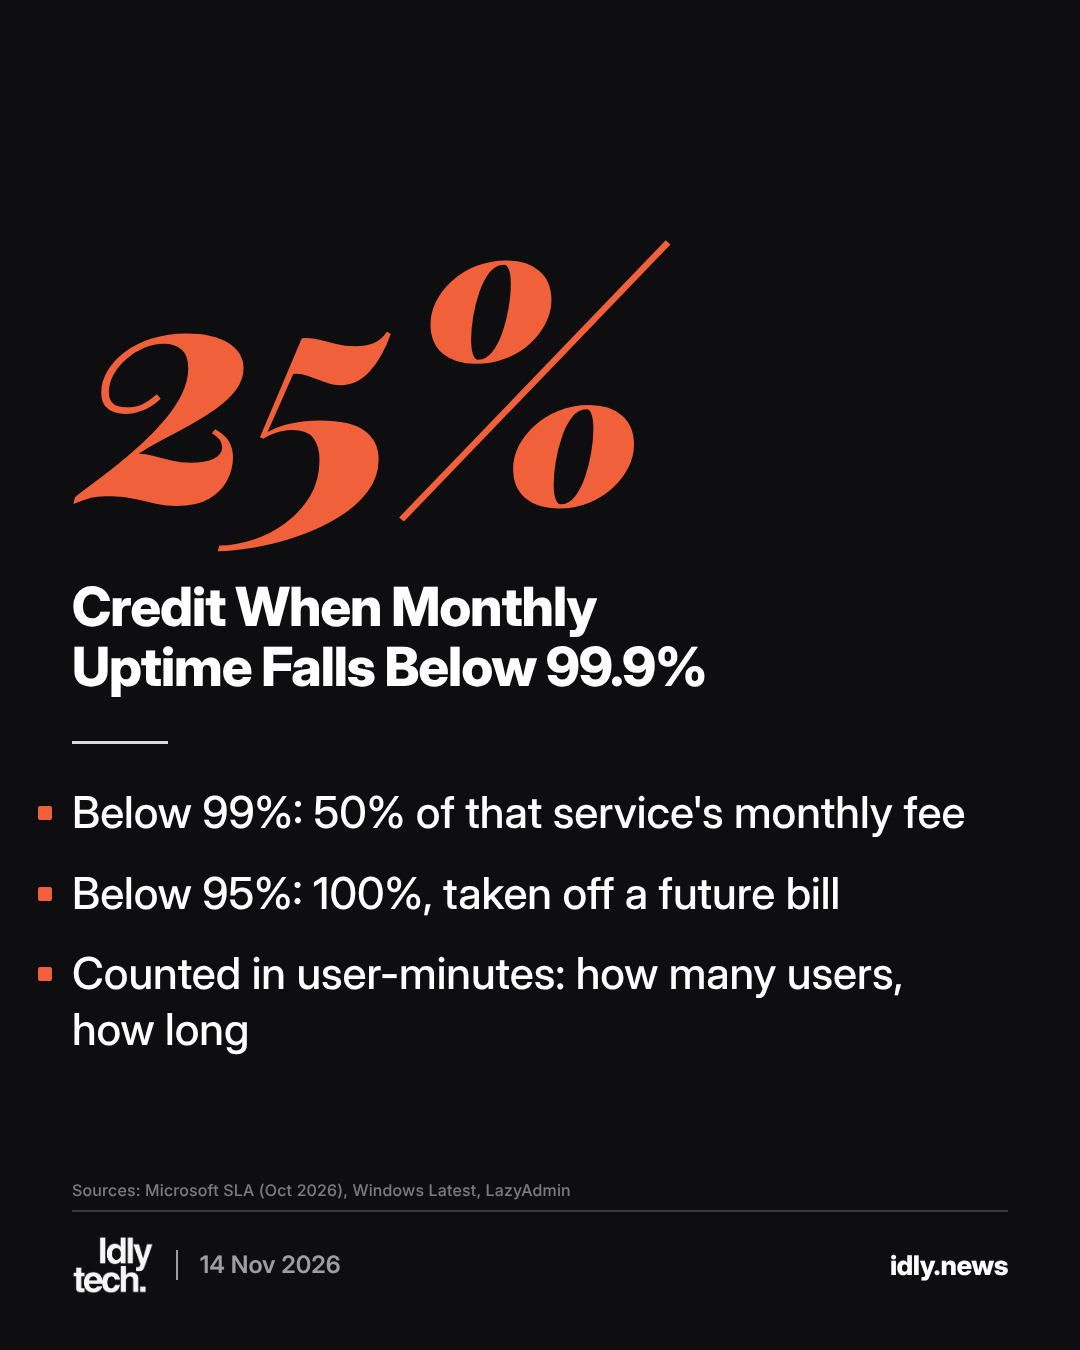 25%
Credit When Monthly
Uptime Falls Below 99.9%
Below 99%: 50% of that service's monthly fee
Below 95%: 100%, taken off a future bill
Counted in user-minutes: how many users,
how long
Sources: Microsoft SLA (Oct 2026), Windows Latest, LazyAdmin
Idly
tech.
14 Nov 2026
idly.news